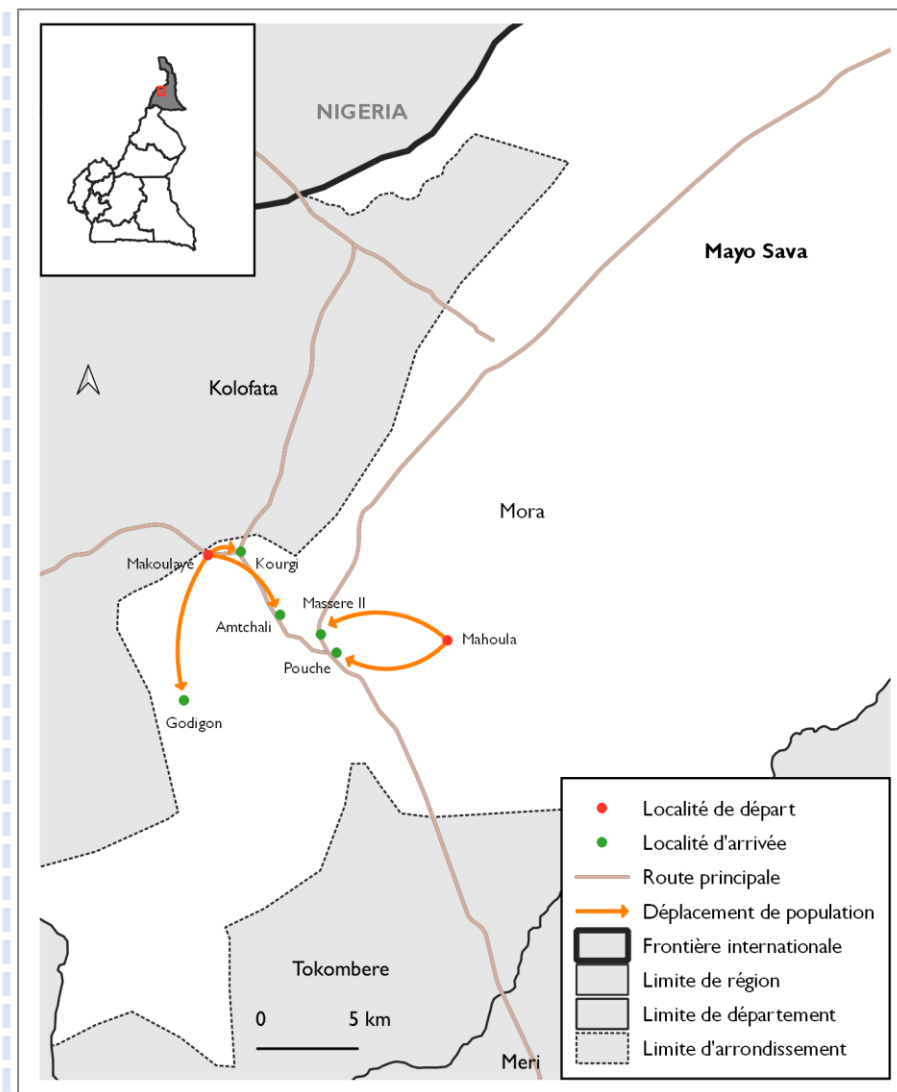 NIGERIA
Mayo Sava
Kolofata
Mora
Makoulayé
Kourgi
Massere II
Amtchali
Mahoula
Pouche
Godigon
Localité de départ
Localité d'arrivée
Route principale
Déplacement de population
Frontière internationale
Limite de région
Limite de département
Limite d'arrondissement
Tokombere
0 5 km
Meri